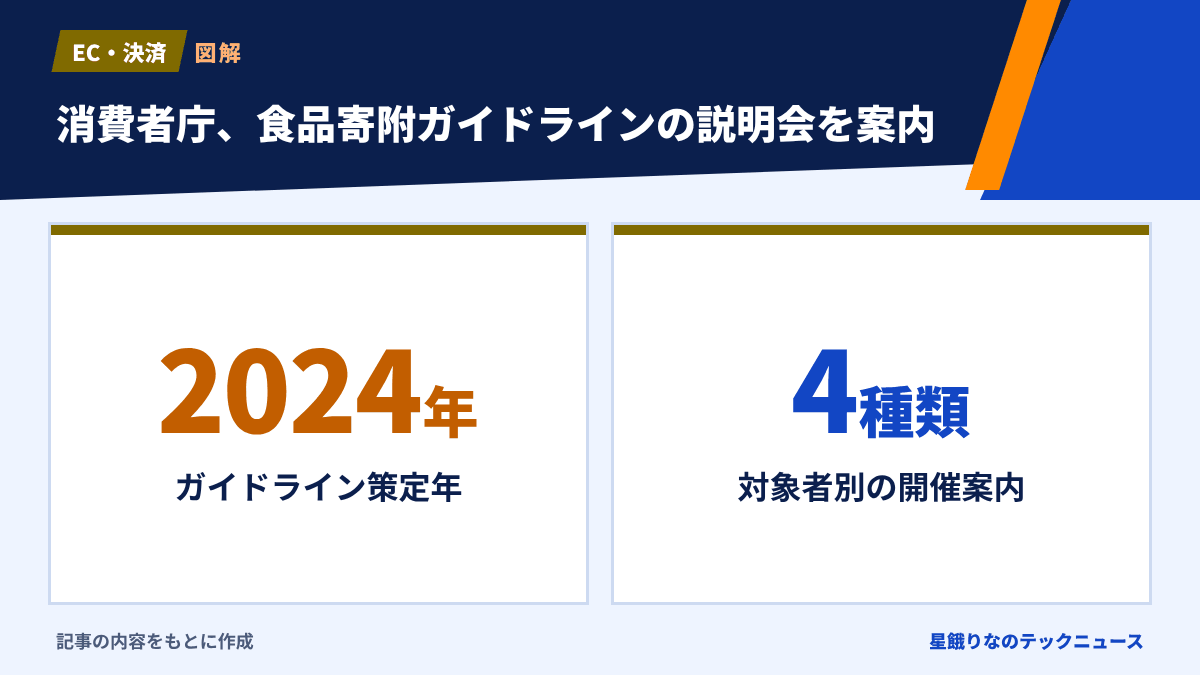 EC・決済 図解
消費者庁、食品寄附ガイドラインの説明会を案内
2024年
ガイドライン策定年
4種類
対象者別の開催案内
記事の内容をもとに作成
星餓りなのテックニュース